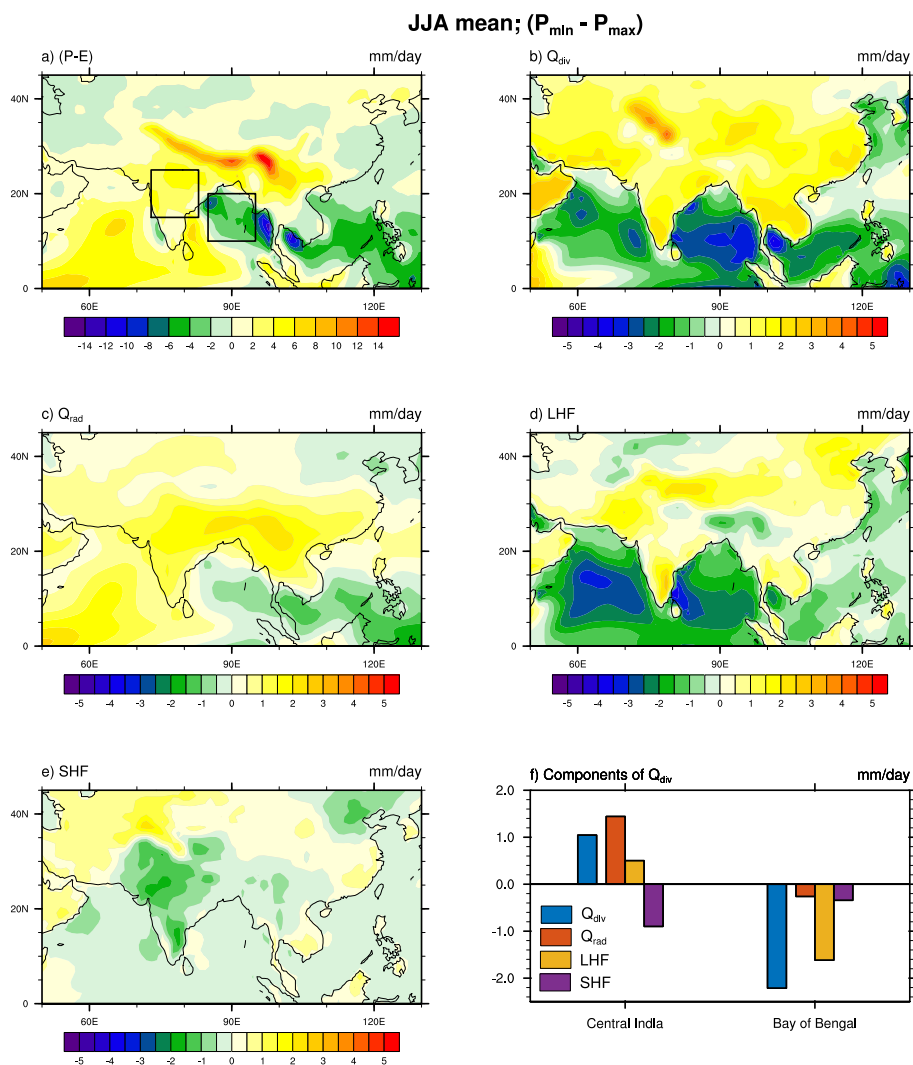 JJA mean; (Pmin - Pmax)
a) (P-E) mm/day
40N
20N
0
60E 90E 120E
-14 -12 -10 -8 -6 -4 -2 0 2 4 6 8 10 12 14
b) Qdiv mm/day
40N
20N
0
60E 90E 120E
-5 -4 -3 -2 -1 0 1 2 3 4 5
c) Qrad mm/day
40N
20N
0
60E 90E 120E
-5 -4 -3 -2 -1 0 1 2 3 4 5
d) LHF mm/day
40N
20N
0
60E 90E 120E
-5 -4 -3 -2 -1 0 1 2 3 4 5
e) SHF mm/day
40N
20N
0
60E 90E 120E
-5 -4 -3 -2 -1 0 1 2 3 4 5
f) Components of Qdiv mm/day
2.0
1.0
0.0
-1.0
-2.0
Qdiv
Qrad
LHF
SHF
Central India Bay of Bengal